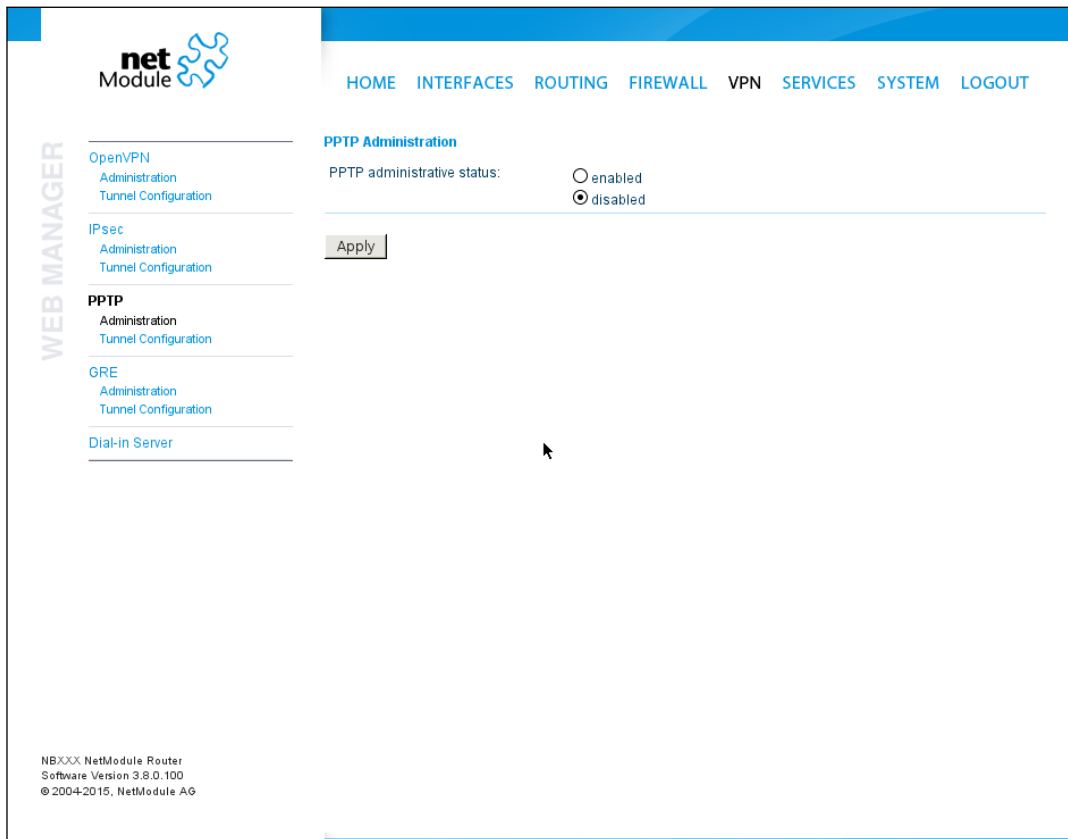 net
Module
HOME INTERFACES ROUTING FIREWALL VPN SERVICES SYSTEM LOGOUT
WEB MANAGER
OpenVPN
Administration
Tunnel Configuration
IPsec
Administration
Tunnel Configuration
PPTP
Administration
Tunnel Configuration
GRE
Administration
Tunnel Configuration
Dial-in Server
PPTP Administration
PPTP administrative status:
enabled
disabled
Apply
NBXXX NetModule Router
Software Version 3.8.0.100
© 2004-2015, NetModule AG